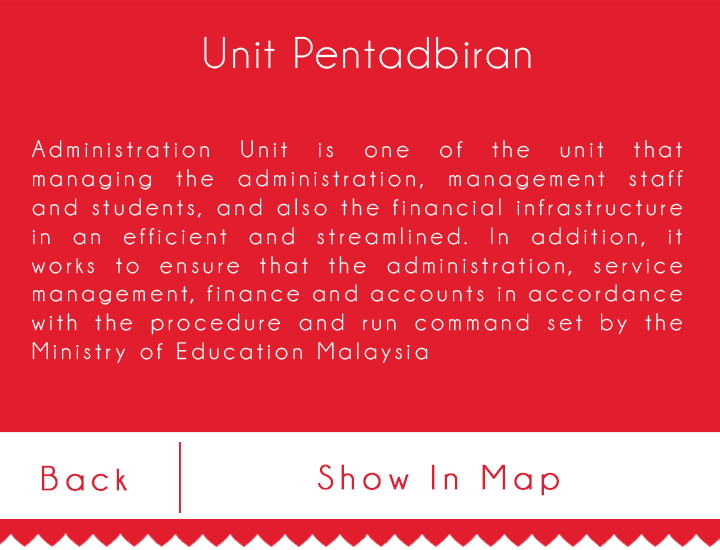 Unit Pentadbiran
Administration Unit is one of the unit that
managing the administration, management staff
and students, and also the financial infrastructure
in an efficient and streamlined. In addition, it
works to ensure that the administration, service
management, finance and accounts in accordance
with the procedure and run command set by the
Ministry of Education Malaysia
Back
Show In Map